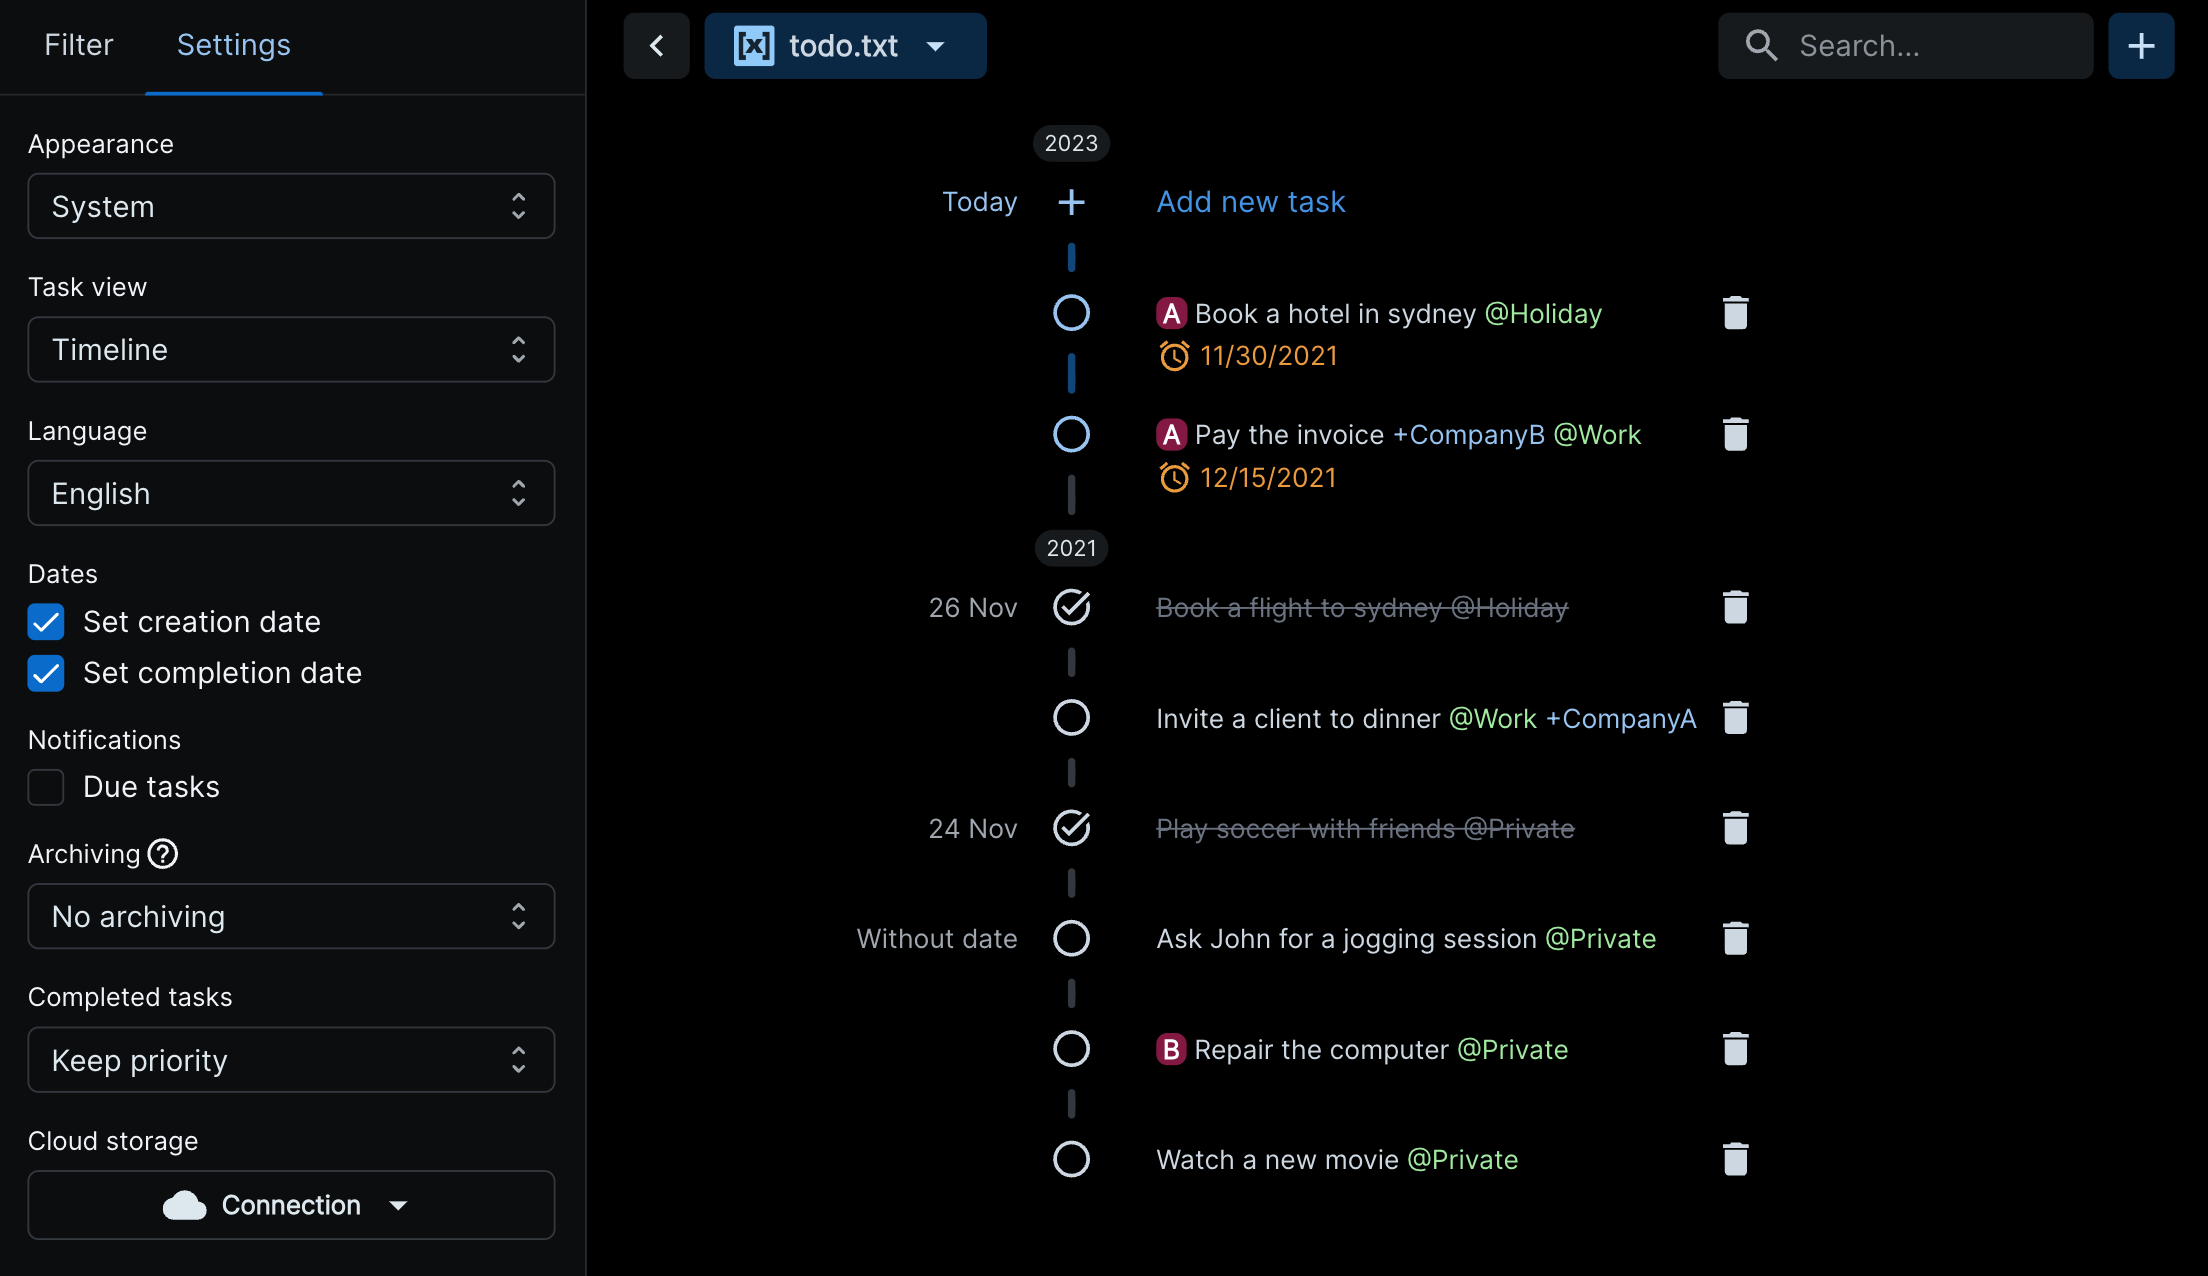 Filter Settings
Appearance
System
Task view
Timeline
Language
English
Dates
Set creation date
Set completion date
Notifications
Due tasks
Archiving
No archiving
Completed tasks
Keep priority
Cloud storage
Connection
[x] todo.txt
Search...
2023
Today Add new task
A Book a hotel in sydney @Holiday
11/30/2021
A Pay the invoice +CompanyB @Work
12/15/2021
2021
26 Nov Book a flight to sydney @Holiday
Invite a client to dinner @Work +CompanyA
24 Nov Play soccer with friends @Private
Without date Ask John for a jogging session @Private
B Repair the computer @Private
Watch a new movie @Private